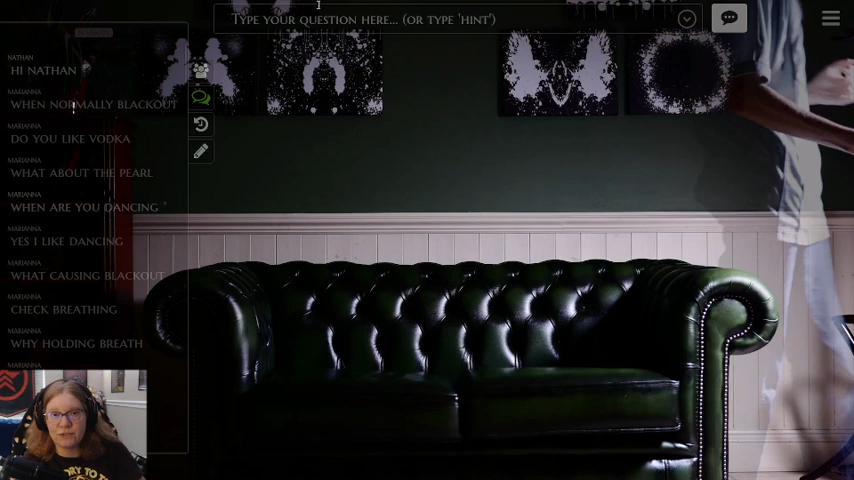 Type your question here... (or type 'hint')
NATHAN
HI NATHAN
MARIANNA
WHEN NORMALLY BLACKOUT
MARIANNA
DO YOU LIKE VODKA
MARIANNA
WHAT ABOUT THE PEARL
MARIANNA
WHEN ARE YOU DANCING
MARIANNA
YES I LIKE DANCING
MARIANNA
WHAT CAUSING BLACKOUT
MARIANNA
CHECK BREATHING
MARIANNA
WHY HOLDING BREATH
MARIANNA